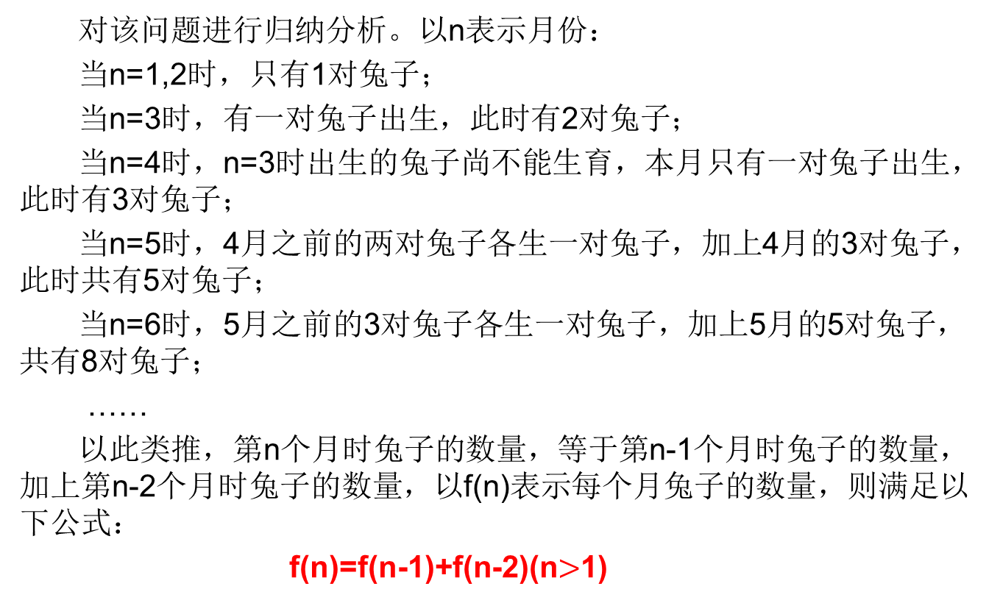 对该问题进行归纳分析。以n表示月份：
当n=1,2时，只有1对兔子；
当n=3时，有一对兔子出生，此时有2对兔子；
当n=4时，n=3时出生的兔子尚不能生育，本月只有一对兔子出生，
此时有3对兔子；
当n=5时，4月之前的两对兔子各生一对兔子，加上4月的3对兔子，
此时共有5对兔子；
当n=6时，5月之前的3对兔子各生一对兔子，加上5月的5对兔子，
共有8对兔子；
……
以此类推，第n个月时兔子的数量，等于第n-1个月时兔子的数量，
加上第n-2个月时兔子的数量，以f(n)表示每个月兔子的数量，则满足以
下公式：
f(n)=f(n-1)+f(n-2)(n>1)